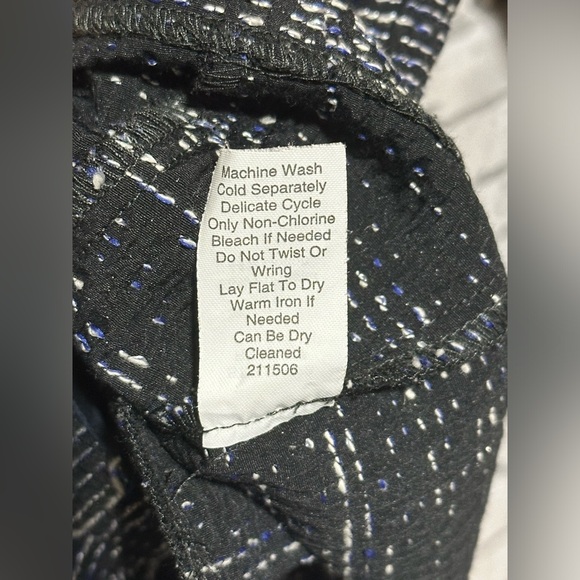 Machine Wash
Cold Separately
Delicate Cycle
Only Non-Chlorine
Bleach If Needed
Do Not Twist Or
Wring
Lay Flat To Dry
Warm Iron If
Needed
Can Be Dry
Cleaned
211506